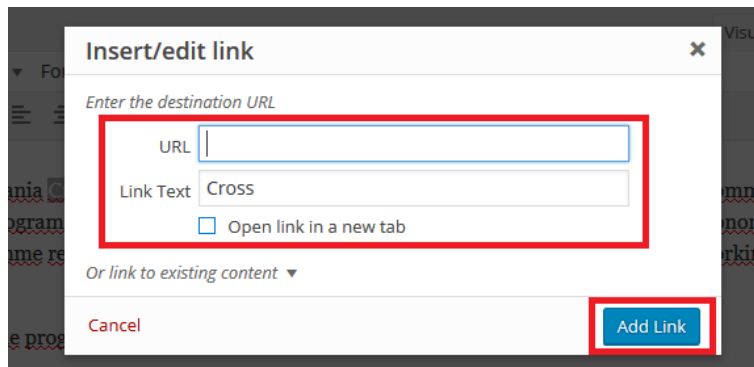 Visu
Insert/edit link
Enter the destination URL
URL
Link Text Cross
Open link in a new tab
Or link to existing content
Cancel
Add Link